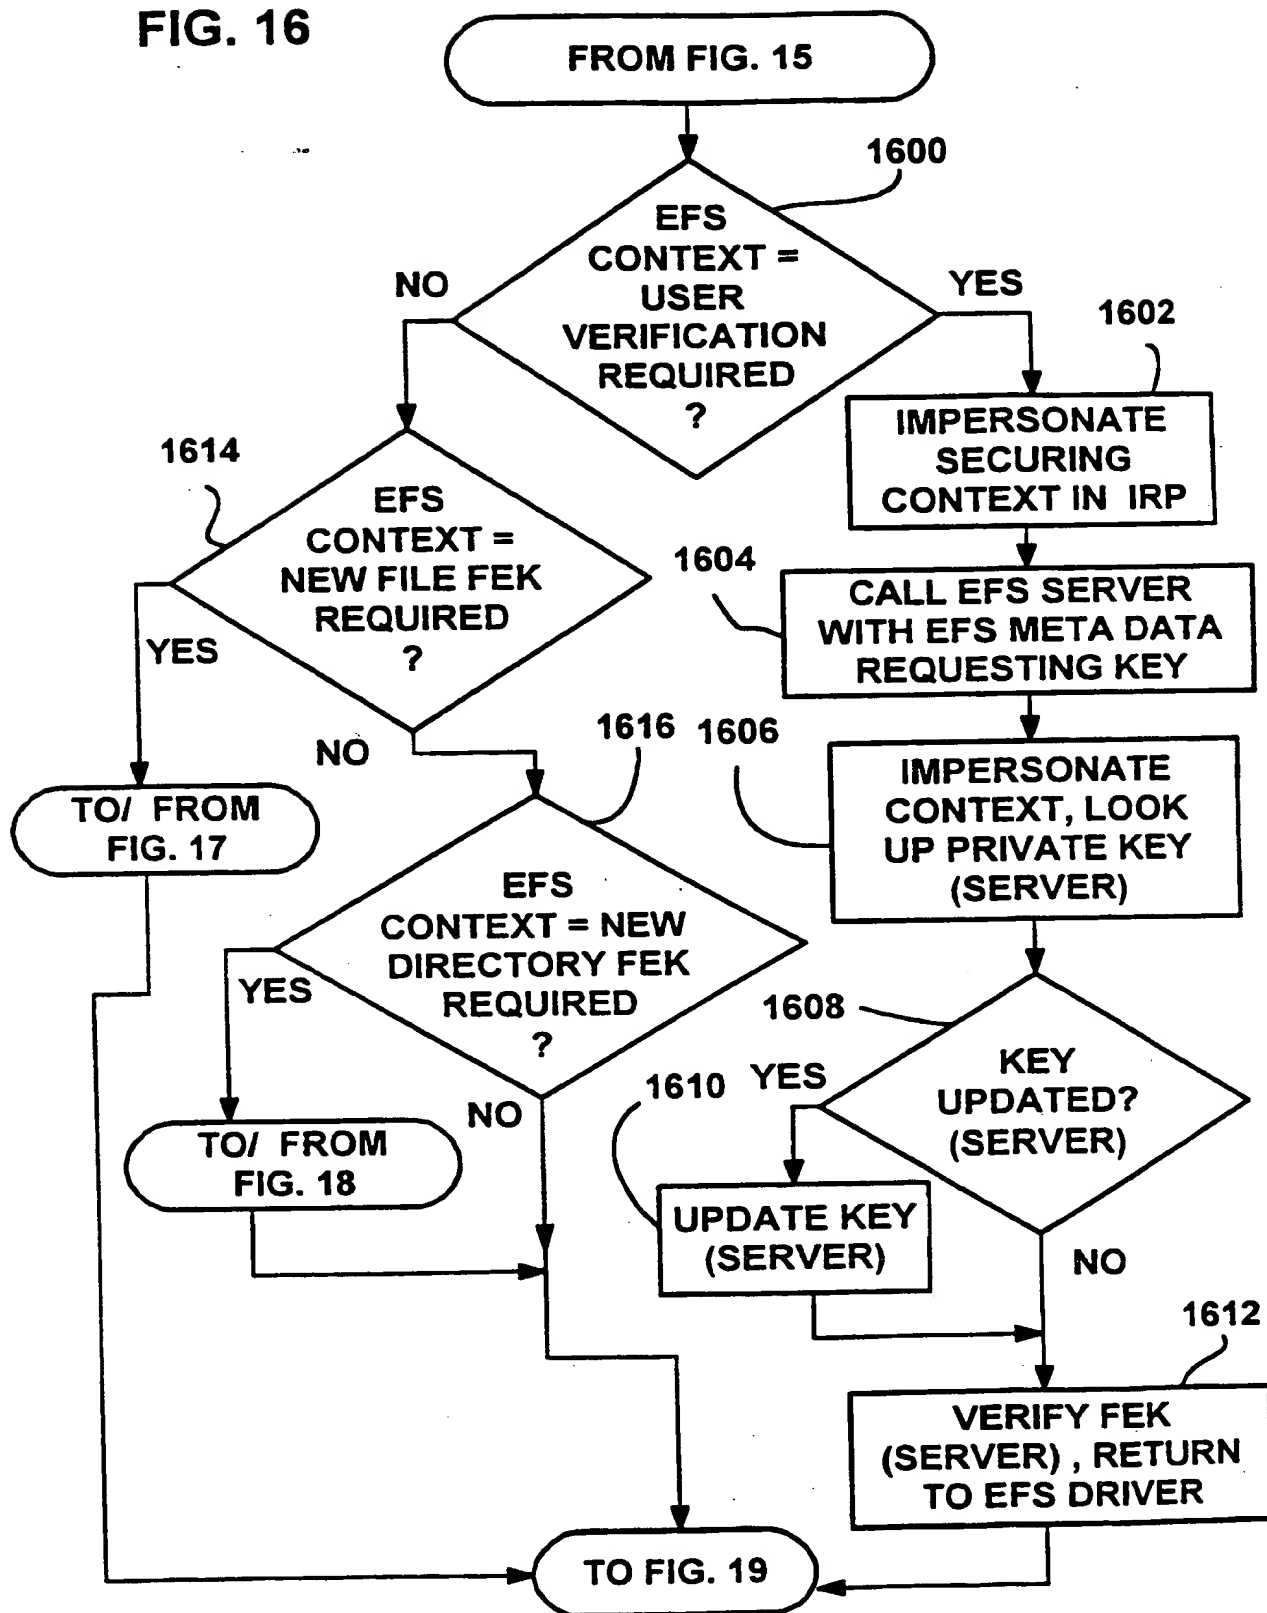 FIG. 16
FROM FIG. 15
1600
EFS
CONTEXT =
USER
VERIFICATION
REQUIRED
?
NO
YES
1602
IMPERSONATE
SECURING
CONTEXT IN IRP
1614
EFS
CONTEXT =
NEW FILE FEK
REQUIRED
?
YES
NO
1604
CALL EFS SERVER
WITH EFS META DATA
REQUESTING KEY
1616
1606
IMPERSONATE
CONTEXT, LOOK
UP PRIVATE KEY
(SERVER)
TO/ FROM
FIG. 17
EFS
CONTEXT = NEW
DIRECTORY FEK
REQUIRED
?
YES
NO
1608
KEY
UPDATED?
(SERVER)
YES
NO
1610
UPDATE KEY
(SERVER)
TO/ FROM
FIG. 18
1612
VERIFY FEK
(SERVER) , RETURN
TO EFS DRIVER
TO FIG. 19